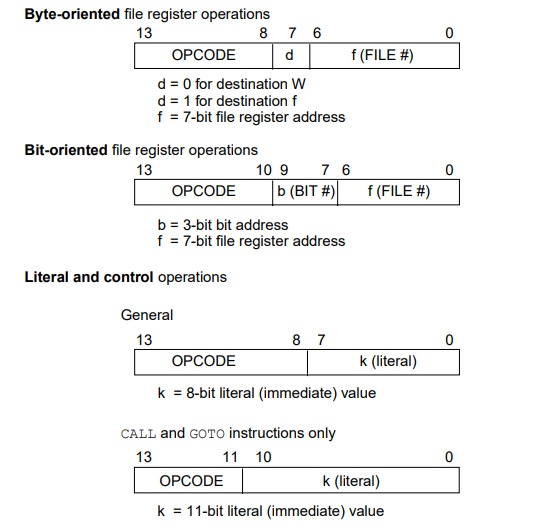 Byte-oriented file register operations
13 8 7 6 0
OPCODE d f (FILE #)
d = 0 for destination W
d = 1 for destination f
f = 7-bit file register address
Bit-oriented file register operations
13 10 9 7 6 0
OPCODE b (BIT #) f (FILE #)
b = 3-bit bit address
f = 7-bit file register address
Literal and control operations
General
13 8 7 0
OPCODE k (literal)
k = 8-bit literal (immediate) value
CALL and GOTO instructions only
13 11 10 0
OPCODE k (literal)
k = 11-bit literal (immediate) value